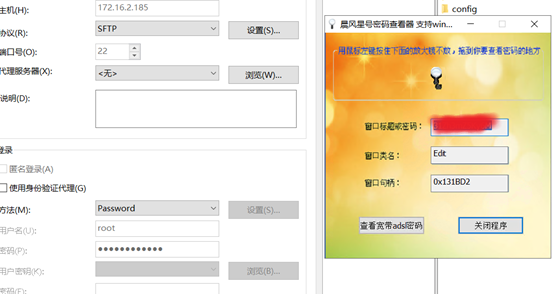 主机(H):
172.16.2.185
协议(R):
SFTP
设置(S)...
端口号(O):
22
代理服务器(X):
<无>
浏览(W)...
说明(D):
登录
匿名登录(A)
使用身份验证代理(G)
方法(M):
Password
设置(S)...
用户名(U):
root
密码(P):
●●●●●●●●●●●●
用户密钥(K):
浏览(B)...
密码(F):
config
晨风星号密码查看器 支持win...
用鼠标左键按在下面的放大镜不放，拖到你要查看密码的地方
窗口标题或密码：
窗口类名：
Edit
窗口句柄：
0x131BD2
查看宽带adsl密码
关闭程序